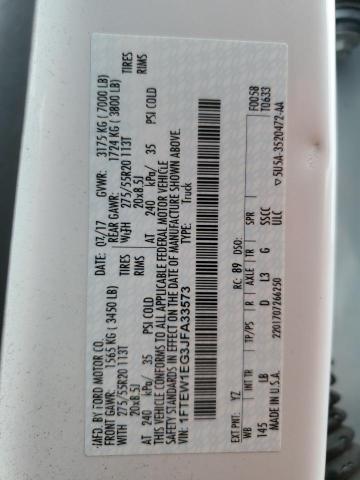 MFD. BY FORD MOTOR CO.
DATE: 07/17 GVWR: 3175 KG ( 7000 LB)
FRONT GAWR: 1565 KG ( 3450 LB) REAR GAWR: 1724 KG ( 3800 LB)
WITH 275/55R20 113T TIRES WITH 275/55R20 113T TIRES
20x8.5J RIMS 20x8.5J RIMS
AT 240 kPa/ 35 PSI COLD AT 240 kPa/ 35 PSI COLD
THIS VEHICLE CONFORMS TO ALL APPLICABLE FEDERAL MOTOR VEHICLE
SAFETY STANDARDS IN EFFECT ON THE DATE OF MANUFACTURE SHOWN ABOVE.
VIN: 1FTEW1EG3JFA33573 TYPE: Truck
F0058
T0633
EXT PNT: YZ RC: 89 DSO:
WB INT TR TP/PS R AXLE TR SPR
145 LB D L3 G SSCC
ULC
MADE IN U.S.A. 5U5A-3520472-AA
2201707266250